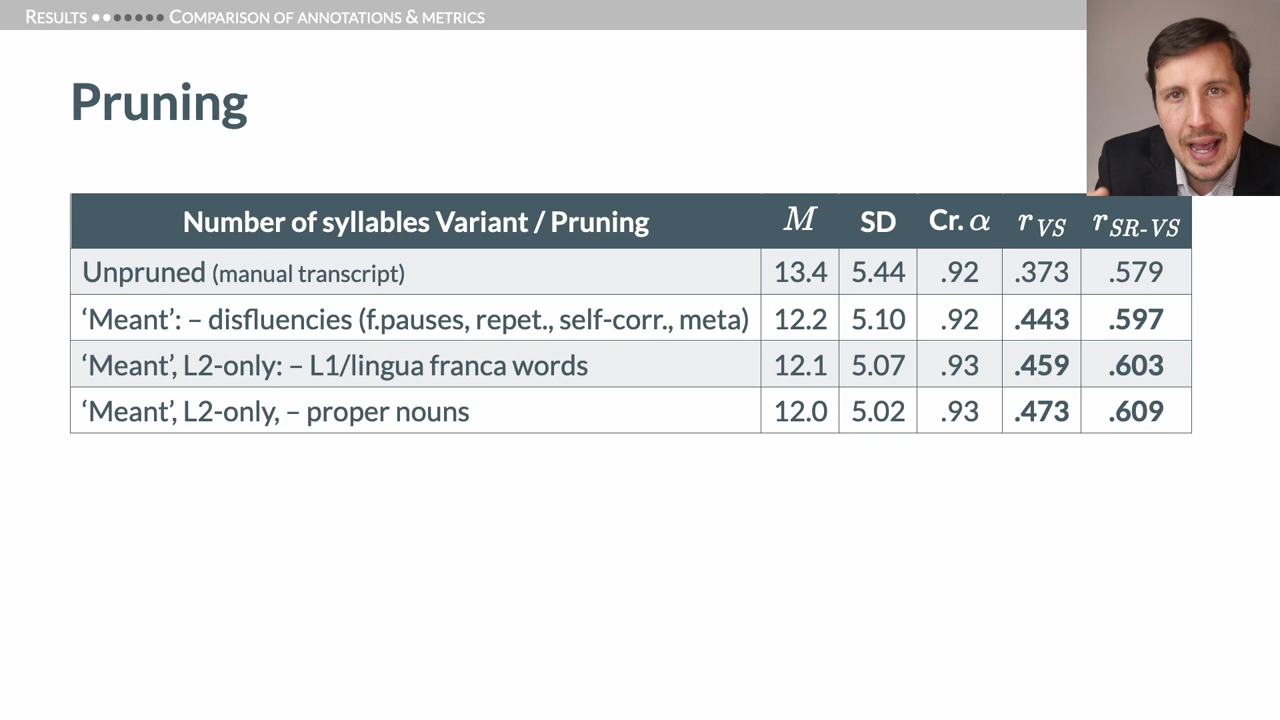 RESULTS ●●●●●●● COMPARISON OF ANNOTATIONS & METRICS
Pruning
Number of syllables Variant / Pruning M SD Cr. α r VS r SR-VS
Unpruned (manual transcript) 13.4 5.44 .92 .373 .579
‘Meant’: – disfluencies (f.pauses, repet., self-corr., meta) 12.2 5.10 .92 .443 .597
‘Meant’, L2-only: – L1/lingua franca words 12.1 5.07 .93 .459 .603
‘Meant’, L2-only, – proper nouns 12.0 5.02 .93 .473 .609